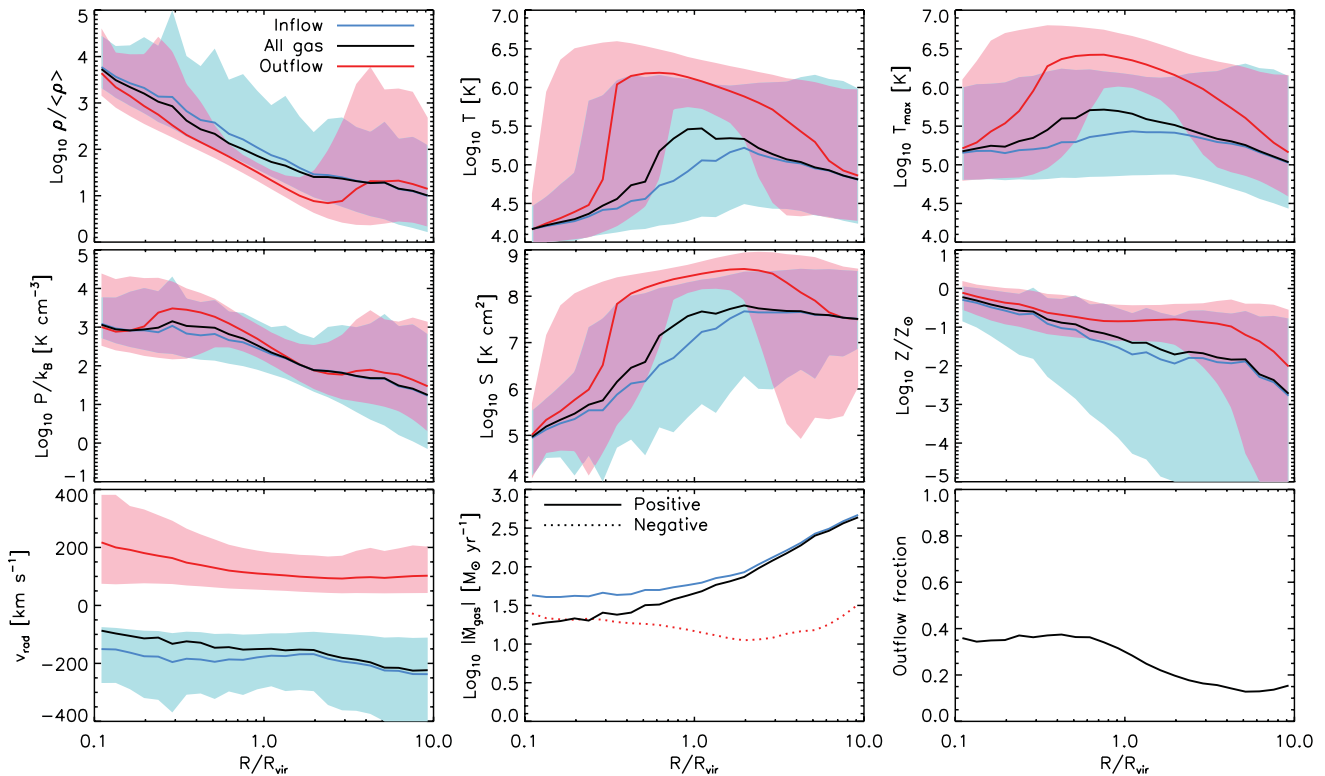 Inflow
All gas
Outflow
Log₁₀ ρ/<ρ>
5
4
3
2
1
0
Log₁₀ T [K]
7.0
6.5
6.0
5.5
5.0
4.5
4.0
Log₁₀ Tmax [K]
7.0
6.5
6.0
5.5
5.0
4.5
4.0
Log₁₀ P/kB [K cm⁻³]
5
4
3
2
1
0
−1
Log₁₀ S [K cm²]
9
8
7
6
5
4
Log₁₀ Z/Z⊙
1
0
−1
−2
−3
−4
−5
vrad [km s⁻¹]
400
200
0
−200
−400
0.1 1.0 10.0
R/Rvir
Positive
Negative
Log₁₀ |Ṁgas| [M⊙ yr⁻¹]
3.0
2.5
2.0
1.5
1.0
0.5
0.0
0.1 1.0 10.0
R/Rvir
Outflow fraction
1.0
0.8
0.6
0.4
0.2
0.0
0.1 1.0 10.0
R/Rvir